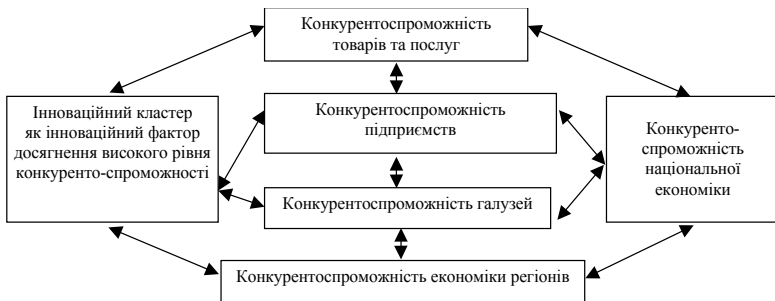 Конкурентоспроможність
товарів та послуг
Інноваційний кластер
як інноваційний фактор
досягнення високого рівня
конкуренто-спроможності
Конкурентоспроможність
підприємств
Конкурентоспроможність галузей
Конкурентоспроможність економіки регіонів
Конкуренто-
спроможність
національної
економіки